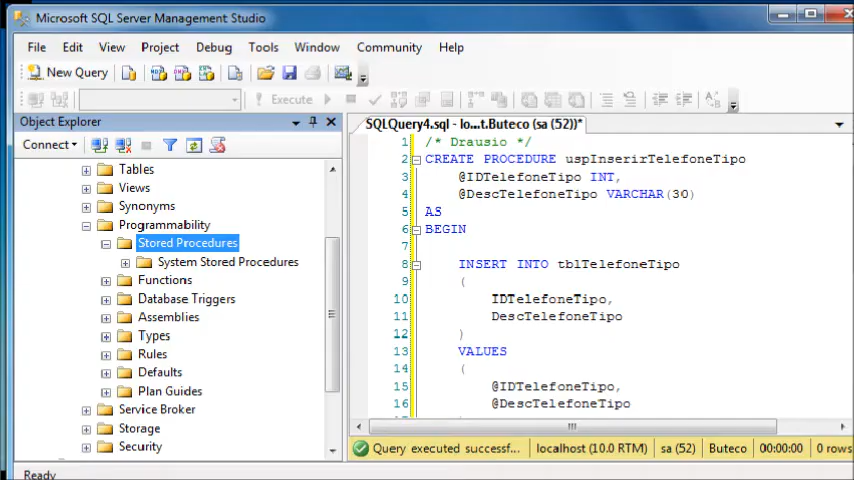 Microsoft SQL Server Management Studio
File Edit View Project Debug Tools Window Community Help
New Query
Execute
Object Explorer
SQLQuery4.sql - lo...t.Buteco (sa (52))*
Connect
Tables
Views
Synonyms
Programmability
Stored Procedures
System Stored Procedures
Functions
Database Triggers
Assemblies
Types
Rules
Defaults
Plan Guides
Service Broker
Storage
Security
1 /* Drausio */
2 CREATE PROCEDURE uspInserirTelefoneTipo
3 @IDTelefoneTipo INT,
4 @DescTelefoneTipo VARCHAR(30)
5 AS
6 BEGIN
7
8 INSERT INTO tblTelefoneTipo
9 (
10 IDTelefoneTipo,
11 DescTelefoneTipo
12 )
13 VALUES
14 (
15 @IDTelefoneTipo,
16 @DescTelefoneTipo
Query executed successf... localhost (10.0 RTM) sa (52) Buteco 00:00:00 0 rows
Ready